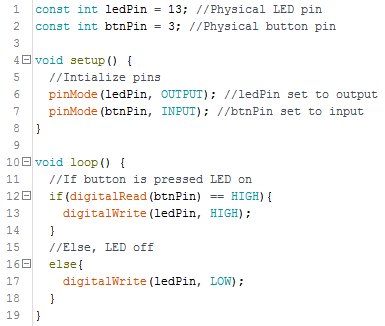 1 const int ledPin = 13; //Physical LED pin
2 const int btnPin = 3; //Physical button pin
3
4 void setup() {
5   //Intialize pins
6   pinMode(ledPin, OUTPUT); //ledPin set to output
7   pinMode(btnPin, INPUT); //btnPin set to input
8 }
9
10 void loop() {
11   //If button is pressed LED on
12   if(digitalRead(btnPin) == HIGH){
13     digitalWrite(ledPin, HIGH);
14   }
15   //Else, LED off
16   else{
17     digitalWrite(ledPin, LOW);
18   }
19 }